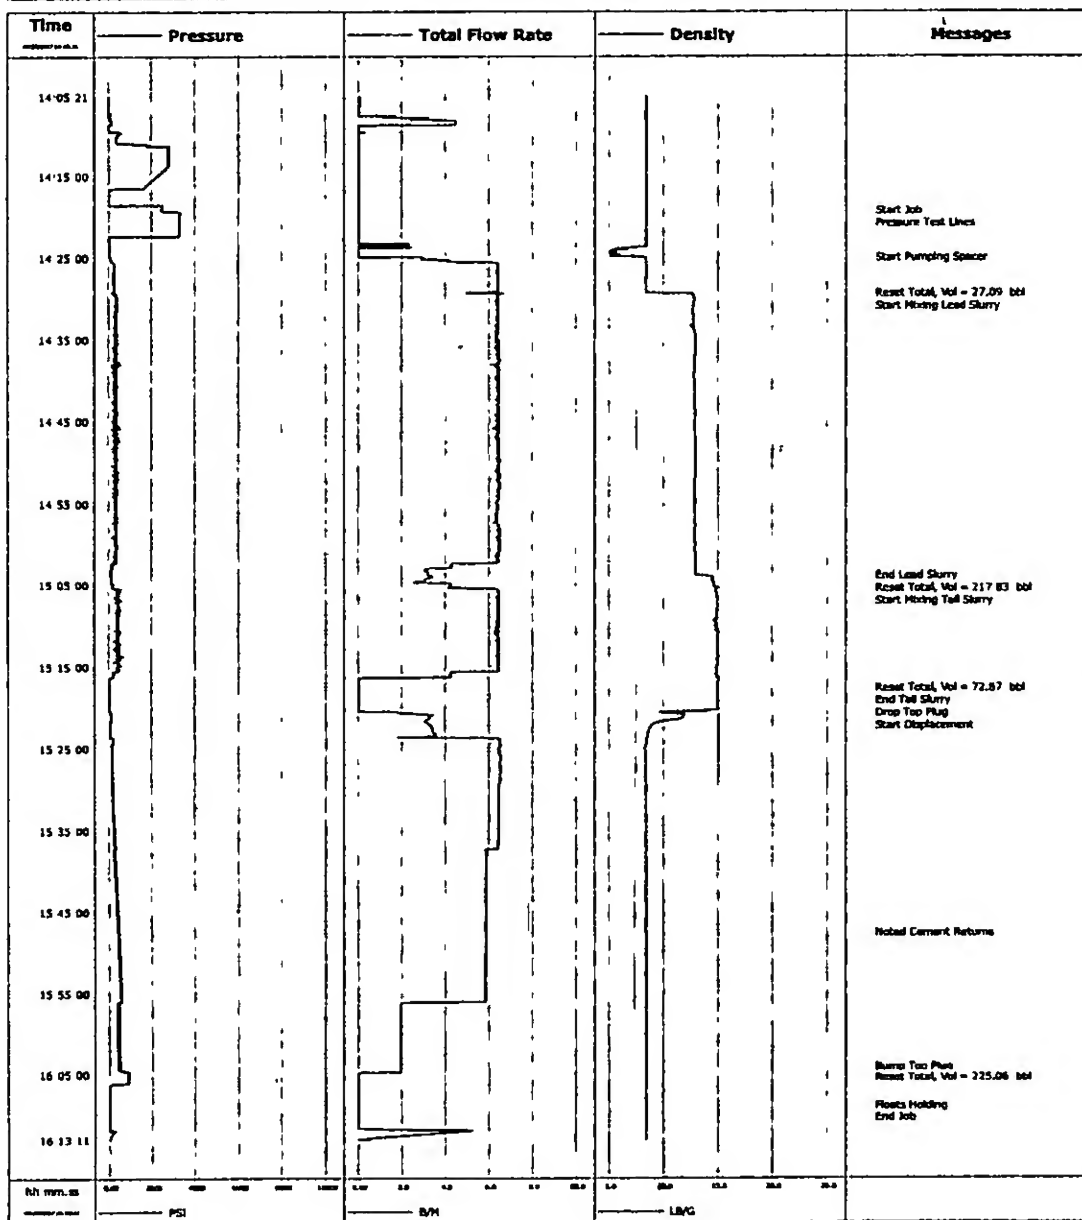 Time
Pressure
Total Flow Rate
Density
Messages
14 05 21
14 15 00
14 25 00
14 35 00
14 45 00
14 55 00
15 05 00
15 15 00
15 25 00
15 35 00
15 45 00
15 55 00
16 05 00
16 13 11
Start Job
Pressure Test Lines
Start Pumping Spacer
Reset Total, Vol = 27.09 bbl
Start Mixing Lead Slurry
End Lead Slurry
Reset Total, Vol = 217 83 bbl
Start Mixing Tail Slurry
Reset Total, Vol = 72.87 bbl
End Tail Slurry
Drop Top Plug
Start Displacement
Noted Cement Returns
Bump Top Plug
Reset Total, Vol = 225.06 bbl
Floats Holding
End Job
hh mm.ss
PSI
B/M
LB/G